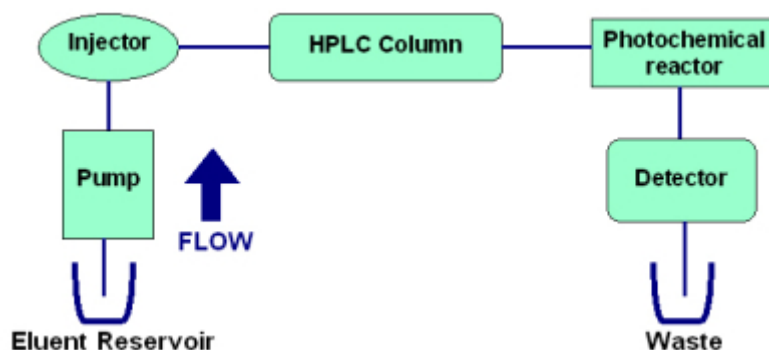 Injector
HPLC Column
Photochemical
reactor
Pump
FLOW
Detector
Eluent Reservoir
Waste